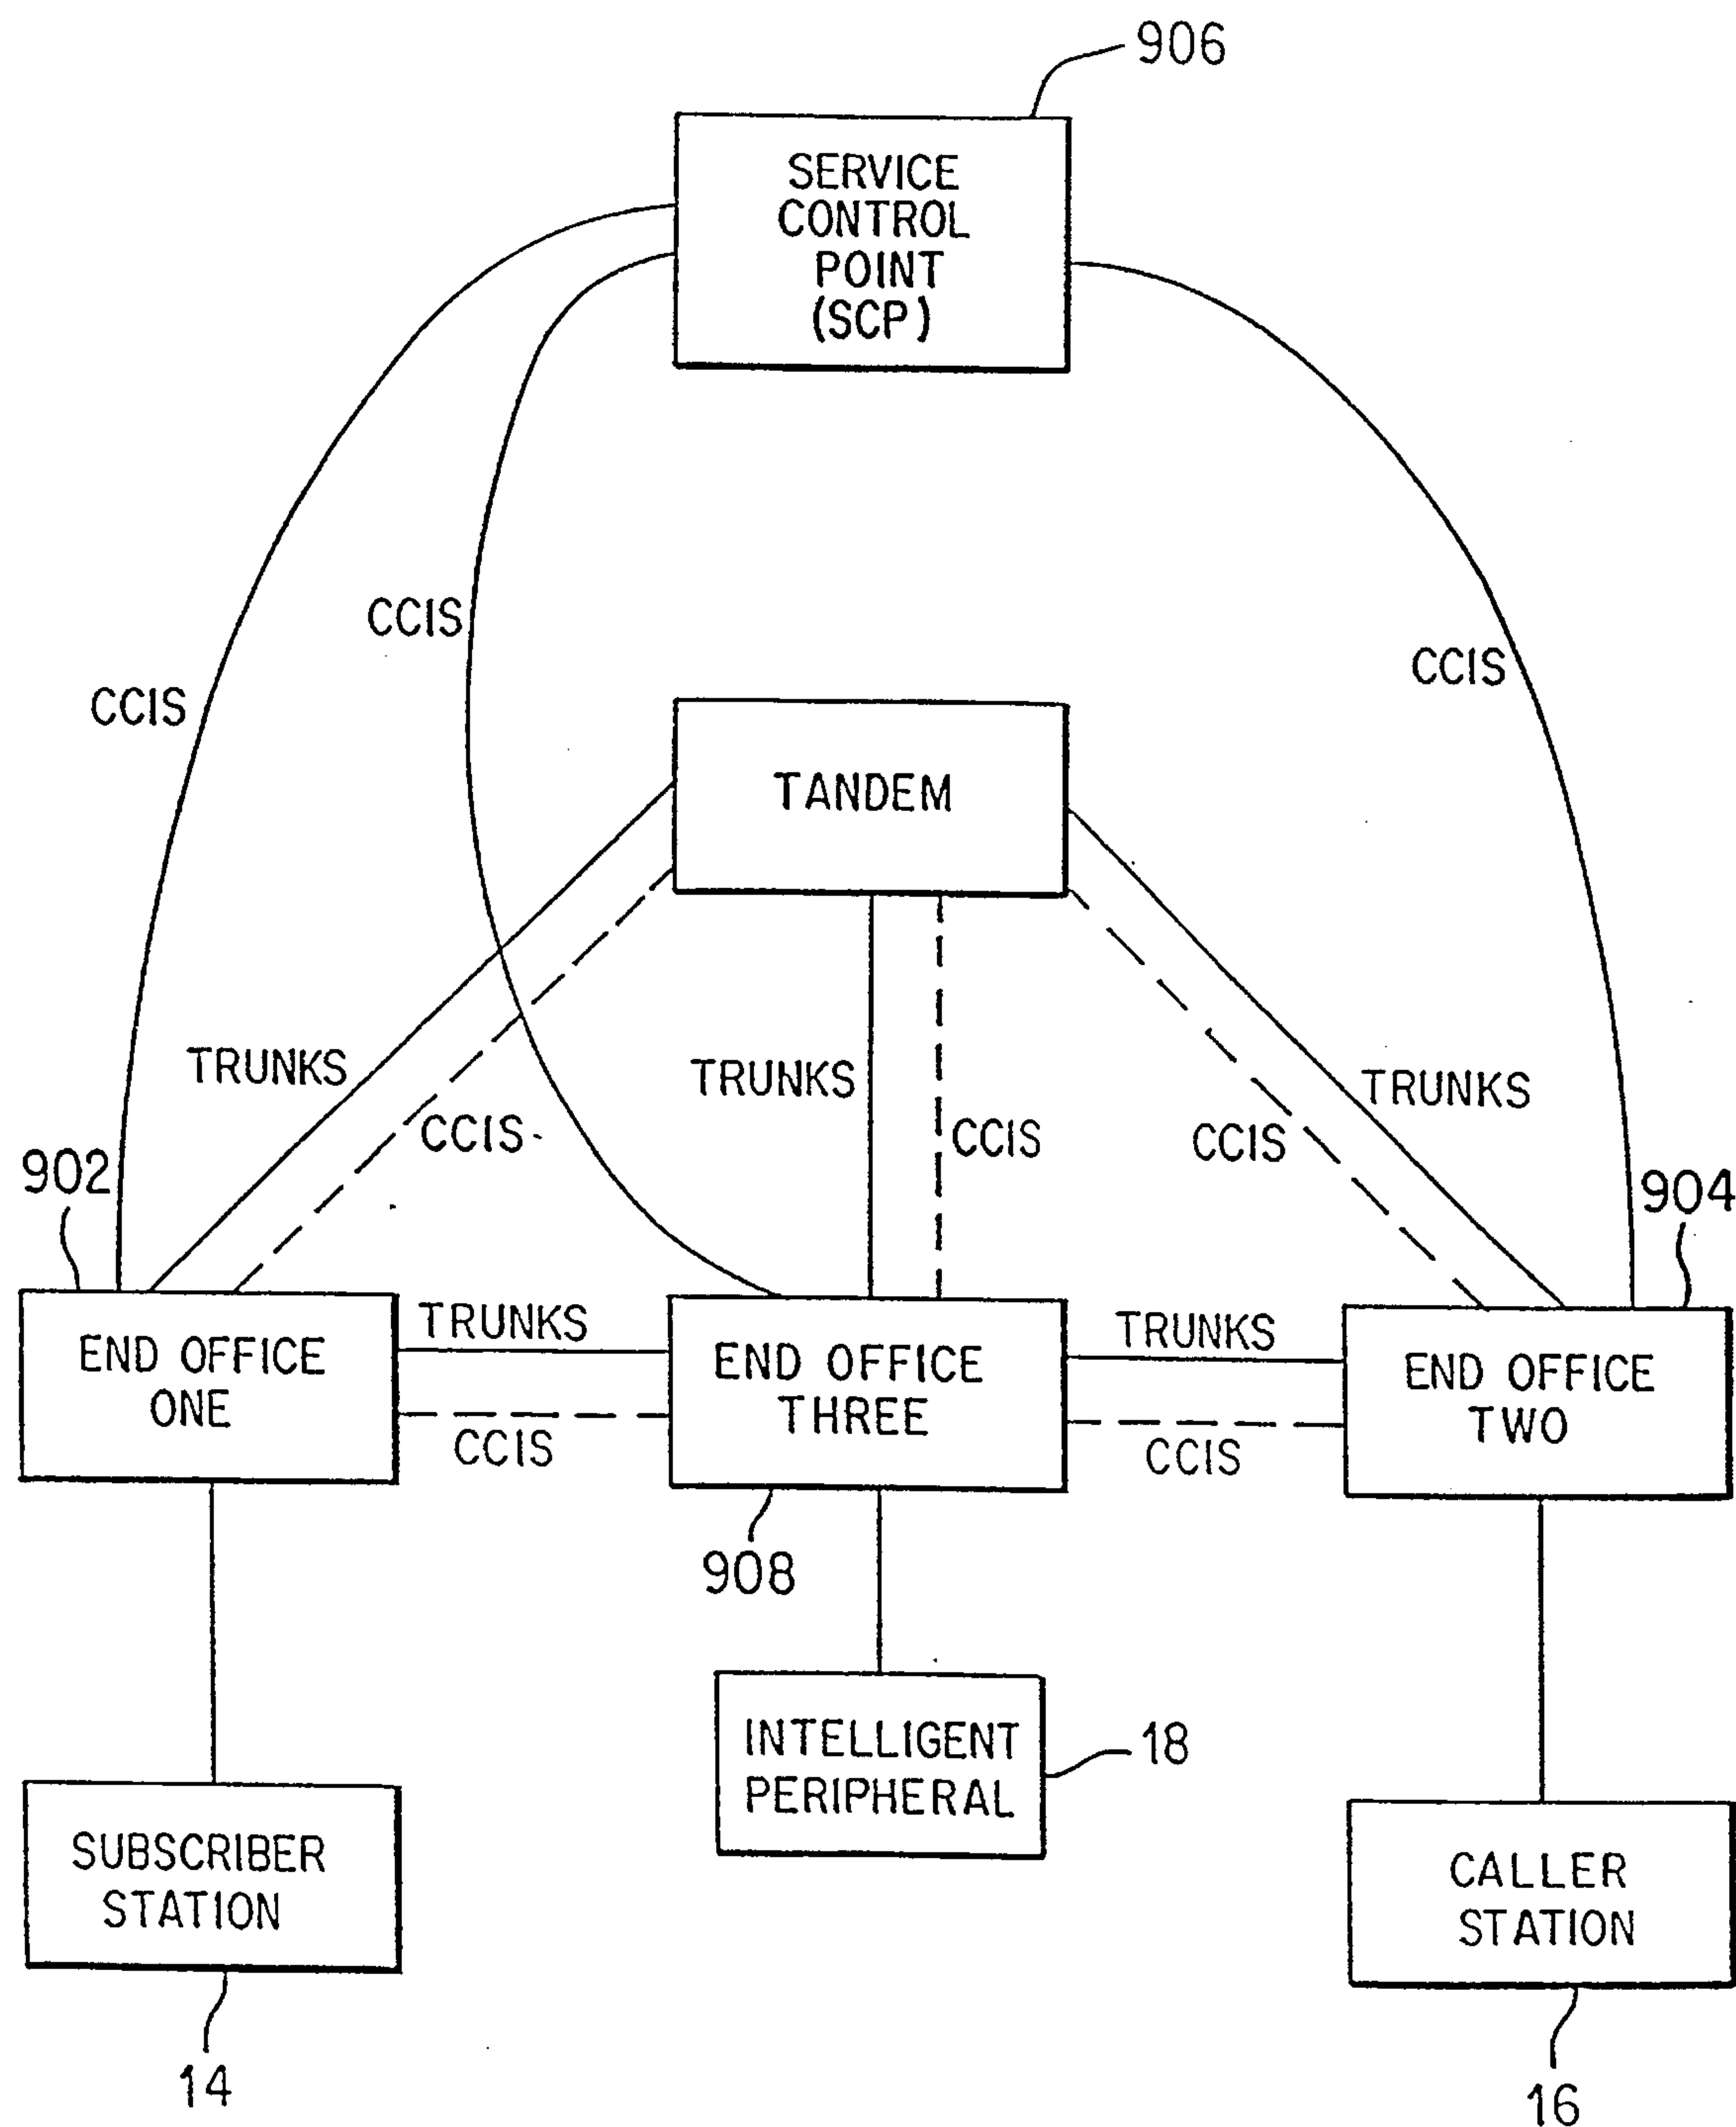 906
SERVICE
CONTROL
POINT
(SCP)
CCIS
CCIS
CCIS
TANDEM
TRUNKS
TRUNKS
TRUNKS
CCIS
CCIS
CCIS
902
904
END OFFICE
ONE
TRUNKS
CCIS
END OFFICE
THREE
TRUNKS
CCIS
END OFFICE
TWO
908
INTELLIGENT
PERIPHERAL
18
SUBSCRIBER
STATION
CALLER
STATION
14
16